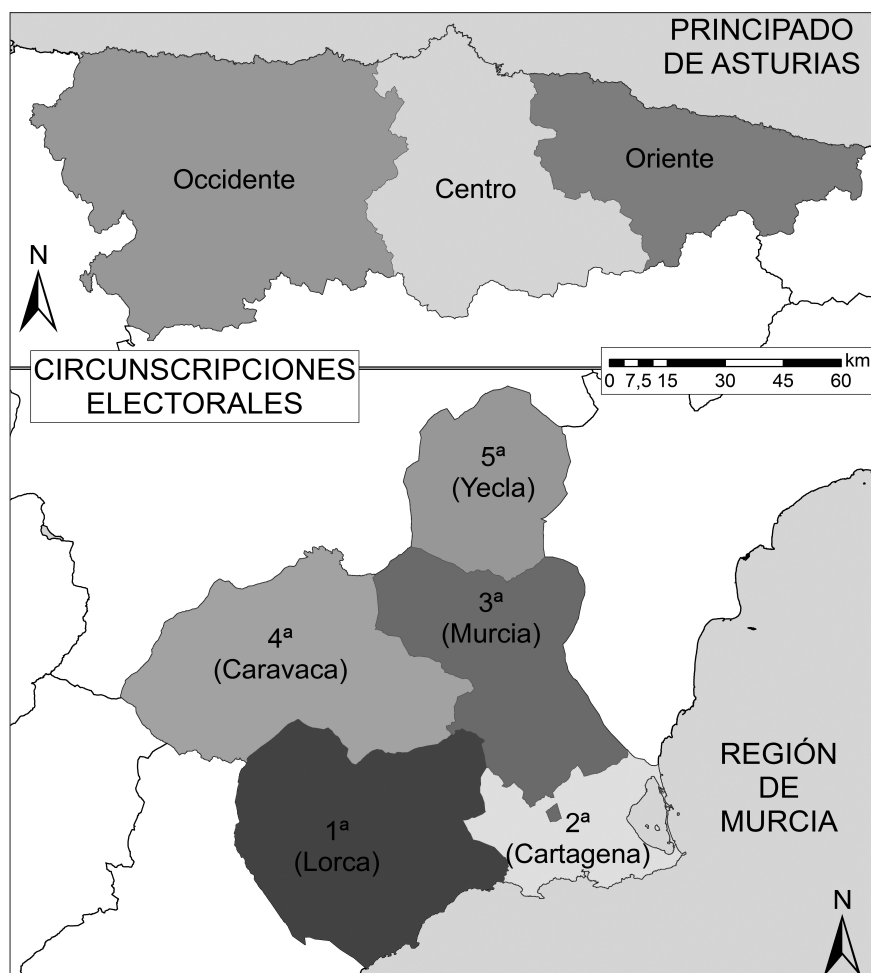 PRINCIPADO
DE ASTURIAS
Occidente
Centro
Oriente
N
CIRCUNSCRIPCIONES
ELECTORALES
km
0 7,5 15 30 45 60
5ª
(Yecla)
3ª
(Murcia)
4ª
(Caravaca)
REGIÓN
DE
MURCIA
1ª
(Lorca)
2ª
(Cartagena)
N